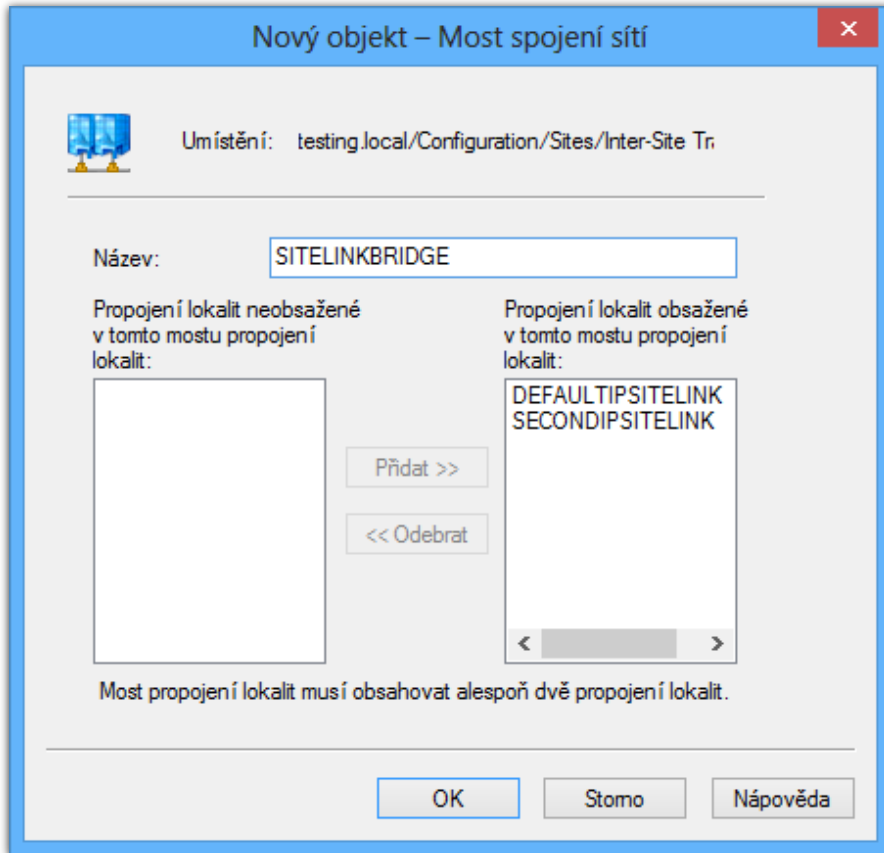 Nový objekt – Most spojení sítí
Umístění: testing.local/Configuration/Sites/Inter-Site
Název: SITELINKBRIDGE
Propojení lokalit neobsažené
v tomto mostu propojení
lokalit:
Propojení lokalit obsažené
v tomto mostu propojení
lokalit:
DEFAULTIPSITELINK
SECONDIPSITELINK
Přidat >>
<< Odebrat
Most propojení lokalit musí obsahovat alespoň dvě propojení lokalit.
OK Storno Nápověda